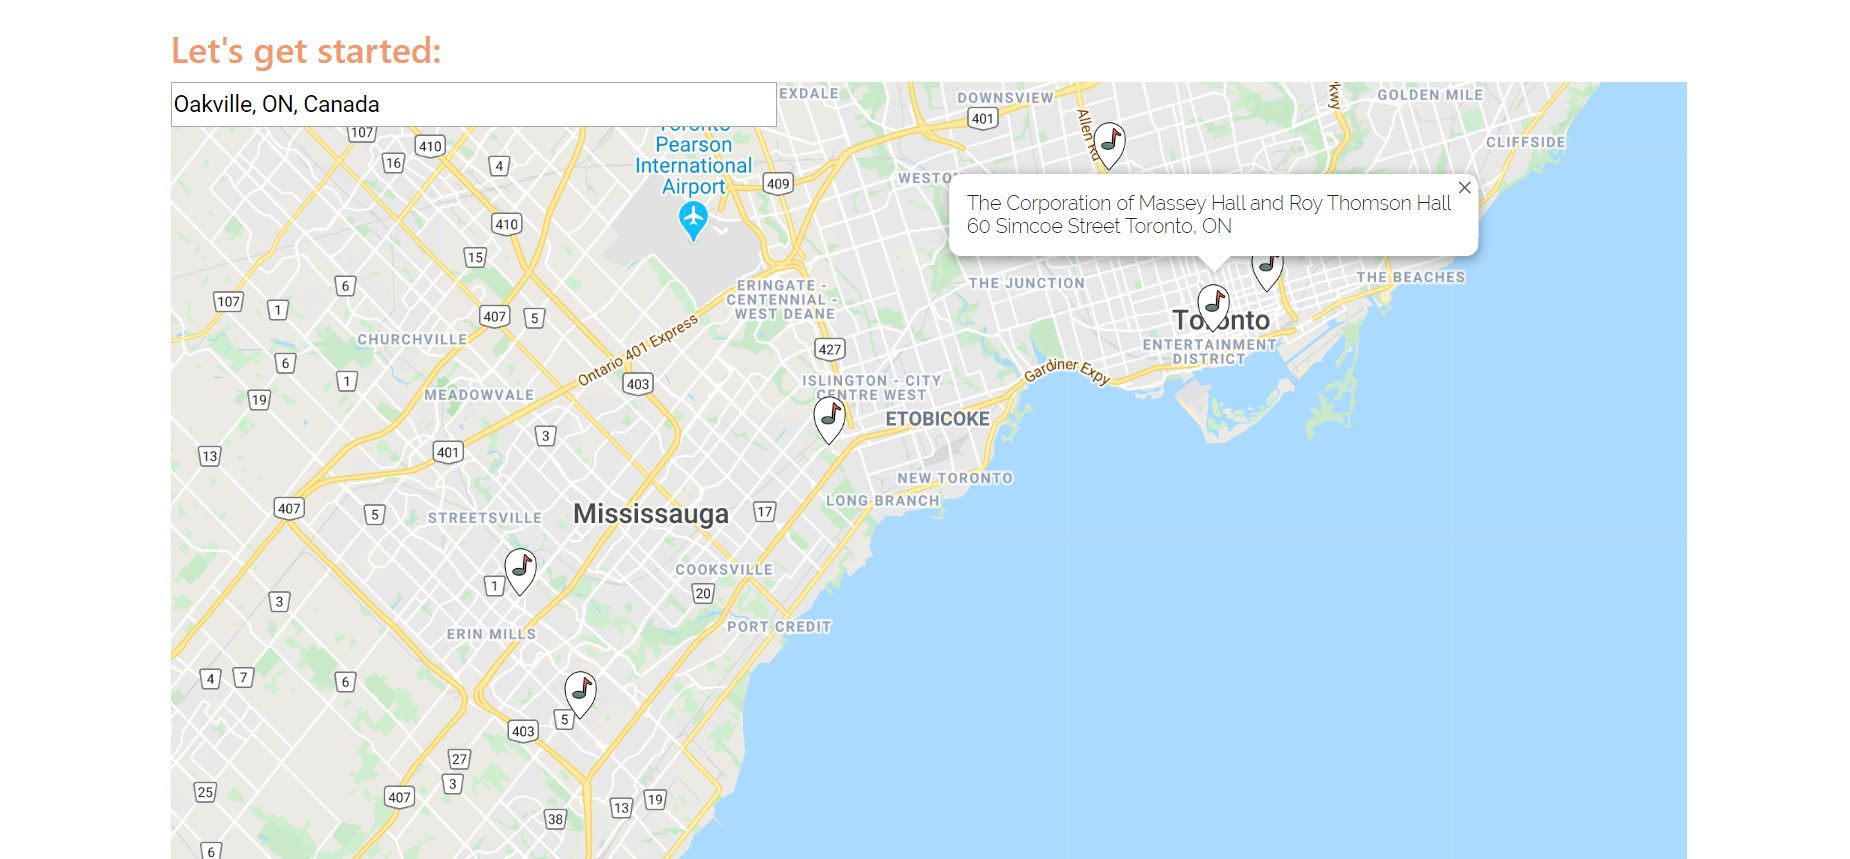 Let's get started:
Oakville, ON, Canada
EXDALE
DOWNSVIEW
401
Allen Rd
kwy
GOLDEN MILE
CLIFFSIDE
107
410
16
4
Toronto
Pearson
International
Airport
409
WESTON
The Corporation of Massey Hall and Roy Thomson Hall
60 Simcoe Street Toronto, ON
410
15
107
1
6
407
5
ERINGATE -
CENTENNIAL -
WEST DEANE
THE JUNCTION
THE BEACHES
Toronto
ENTERTAINMENT
DISTRICT
CHURCHVILLE
Ontario 401 Express
427
6
1
19
403
MEADOWVALE
ISLINGTON - CITY
CENTRE WEST
Gardiner Expy
ETOBICOKE
3
401
13
NEW TORONTO
LONG BRANCH
407
5
STREETSVILLE
Mississauga
17
COOKSVILLE
1
20
3
ERIN MILLS
PORT CREDIT
4
7
6
5
403
27
3
25
407
13
19
38
6